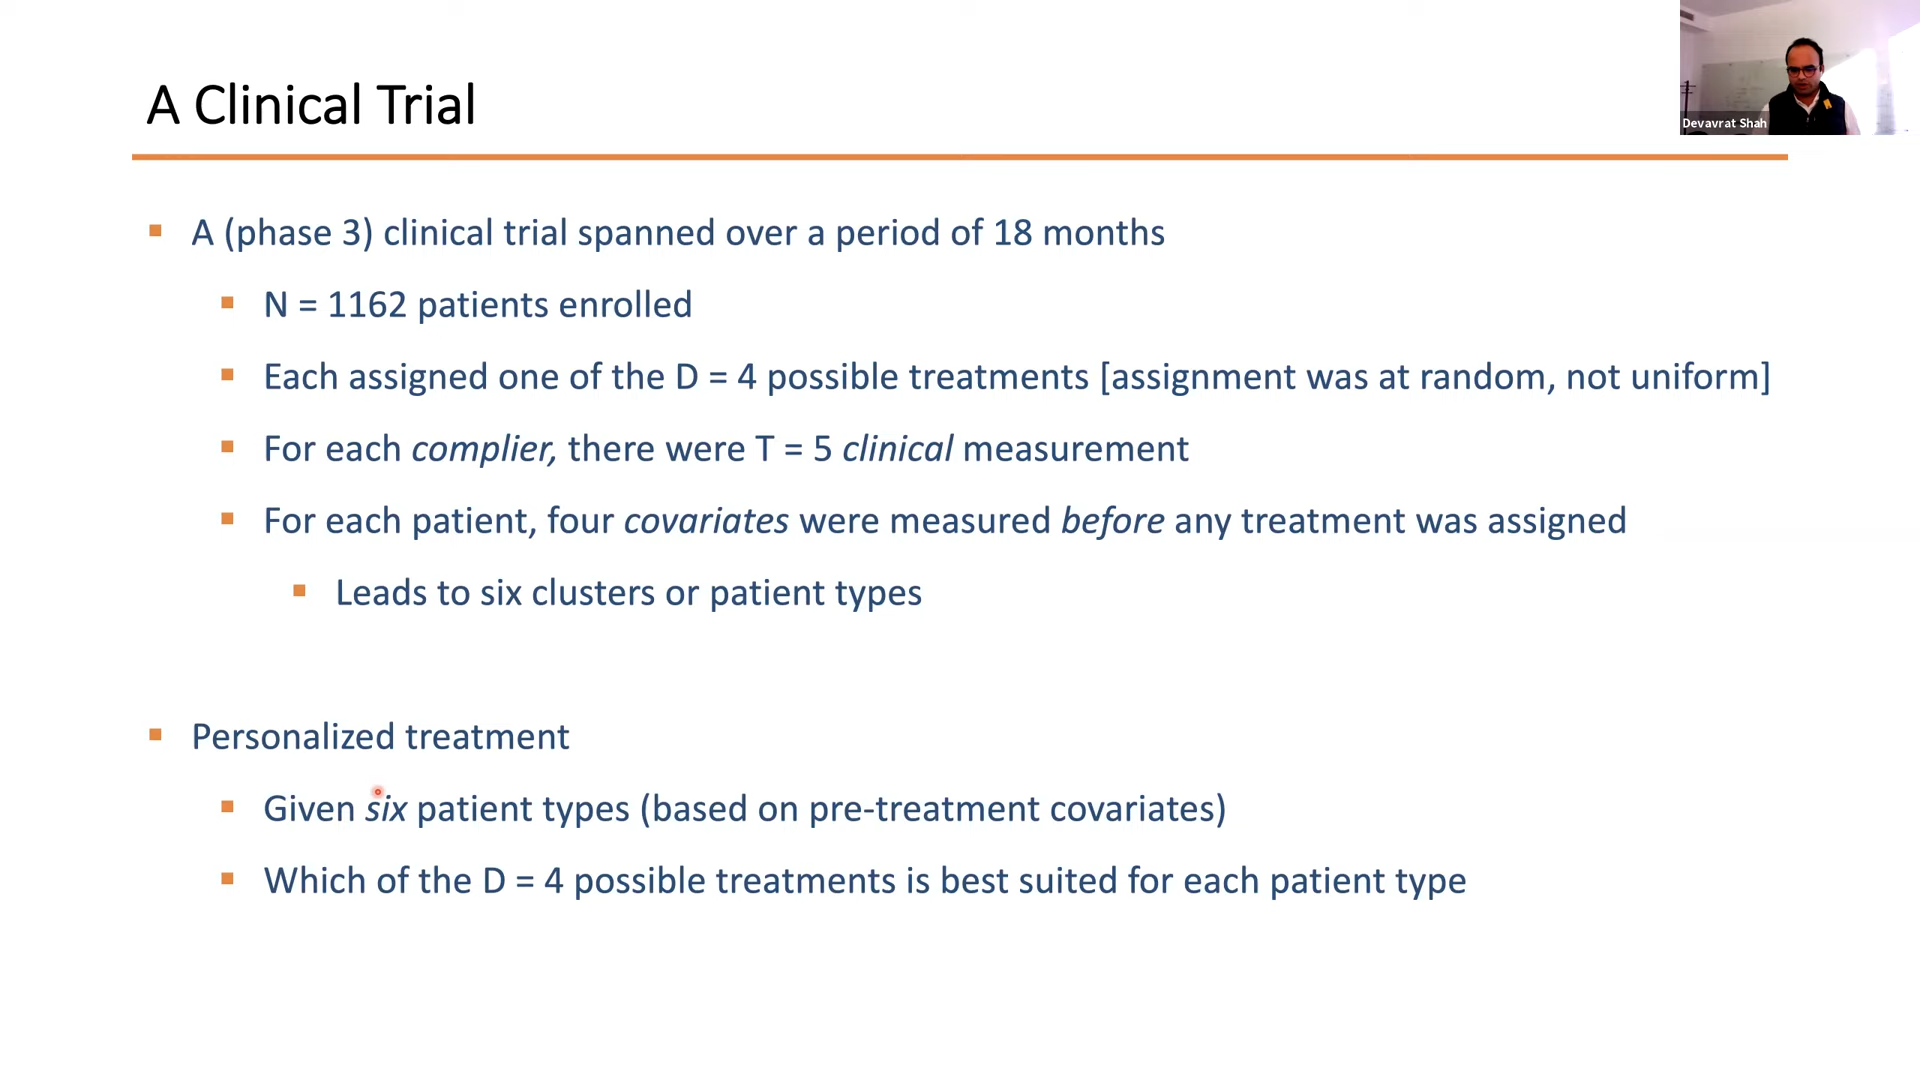 A Clinical Trial
Devavrat Shah
A (phase 3) clinical trial spanned over a period of 18 months
N = 1162 patients enrolled
Each assigned one of the D = 4 possible treatments [assignment was at random, not uniform]
For each complier, there were T = 5 clinical measurement
For each patient, four covariates were measured before any treatment was assigned
Leads to six clusters or patient types
Personalized treatment
Given six patient types (based on pre-treatment covariates)
Which of the D = 4 possible treatments is best suited for each patient type